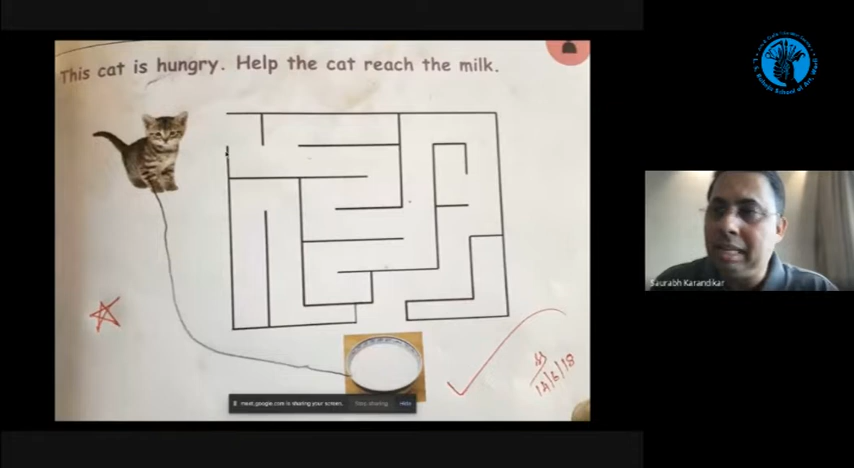 This cat is hungry. Help the cat reach the milk.
Saurabh Karandikar
14/6/18
meet.google.com is sharing your screen.
Stop sharing
Hide